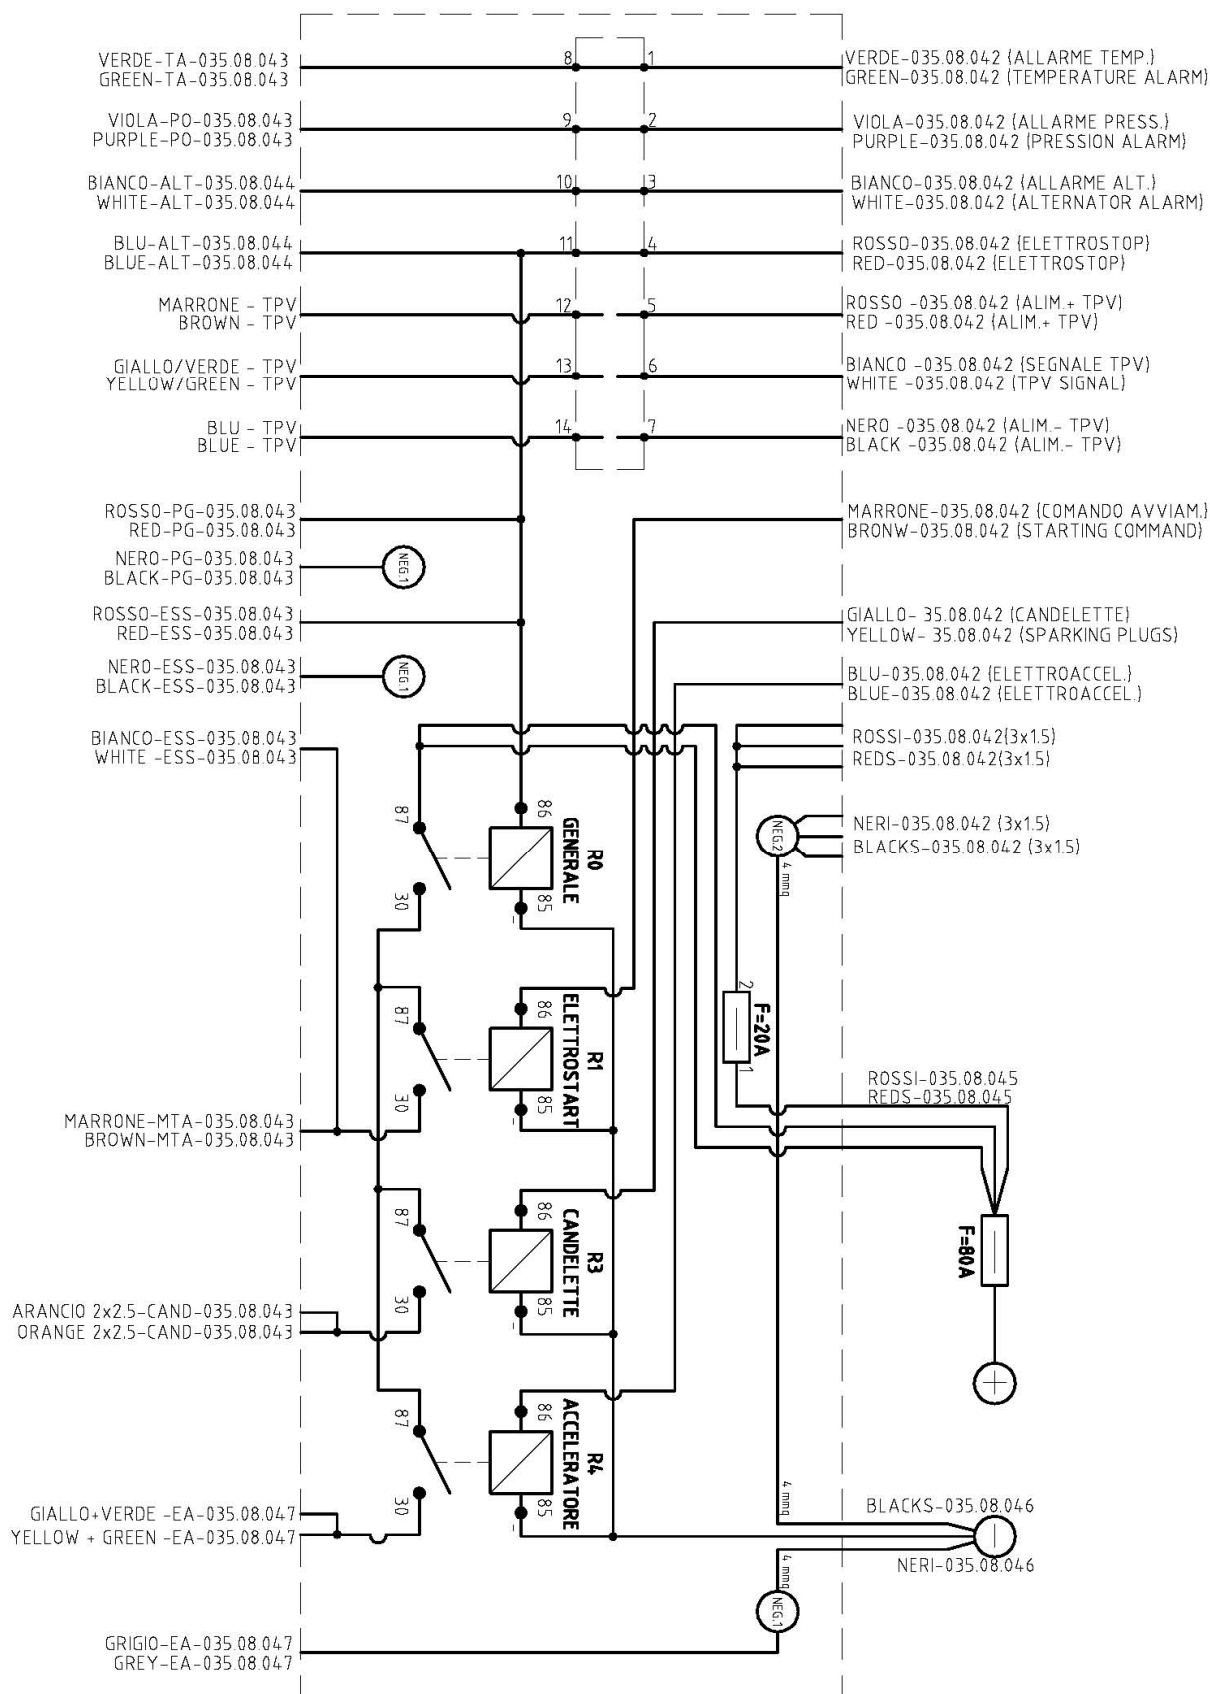 VERDE-TA-035.08.043
GREEN-TA-035.08.043
8
1
VERDE-035.08.042 (ALLARME TEMP.)
GREEN-035.08.042 (TEMPERATURE ALARM)
VIOLA-PO-035.08.043
PURPLE-PO-035.08.043
9
2
VIOLA-035.08.042 (ALLARME PRESS.)
PURPLE-035.08.042 (PRESSION ALARM)
BIANCO-ALT-035.08.044
WHITE-ALT-035.08.044
10
3
BIANCO-035.08.042 (ALLARME ALT.)
WHITE-035.08.042 (ALTERNATOR ALARM)
BLU-ALT-035.08.044
BLUE-ALT-035.08.044
11
4
ROSSO-035.08.042 (ELETTROSTOP)
RED-035.08.042 (ELETTROSTOP)
MARRONE - TPV
BROWN - TPV
12
5
ROSSO -035.08.042 (ALIM.+ TPV)
RED -035.08.042 (ALIM.+ TPV)
GIALLO/VERDE - TPV
YELLOW/GREEN - TPV
13
6
BIANCO -035.08.042 (SEGNALE TPV)
WHITE -035.08.042 (TPV SIGNAL)
BLU - TPV
BLUE - TPV
14
7
NERO -035.08.042 (ALIM.- TPV)
BLACK -035.08.042 (ALIM.- TPV)
ROSSO-PG-035.08.043
RED-PG-035.08.043
MARRONE-035.08.042 (COMANDO AVVIAM.)
BRONW-035.08.042 (STARTING COMMAND)
NERO-PG-035.08.043
BLACK-PG-035.08.043
NEG.1
ROSSO-ESS-035.08.043
RED-ESS-035.08.043
GIALLO- 35.08.042 (CANDELETTE)
YELLOW- 35.08.042 (SPARKING PLUGS)
NERO-ESS-035.08.043
BLACK-ESS-035.08.043
NEG.1
BLU-035.08.042 (ELETTROACCEL.)
BLUE-035.08.042 (ELETTROACCEL.)
BIANCO-ESS-035.08.043
WHITE -ESS-035.08.043
ROSSI-035.08.042(3x1.5)
REDS-035.08.042(3x1.5)
NERI-035.08.042 (3x1.5)
BLACKS-035.08.042 (3x1.5)
NEG.2
4 mmq
87
30
86
85
-
R0
GENERALE
2
1
F=20A
87
30
86
85
-
R1
ELETTROSTART
ROSSI-035.08.045
REDS-035.08.045
MARRONE-MTA-035.08.043
BROWN-MTA-035.08.043
87
30
86
85
-
R3
CANDELETTE
F=80A
+
ARANCIO 2x2.5-CAND-035.08.043
ORANGE 2x2.5-CAND-035.08.043
87
30
86
85
-
R4
ACCELERATORE
GIALLO+VERDE -EA-035.08.047
YELLOW + GREEN -EA-035.08.047
4 mmq
BLACKS-035.08.046
-
NERI-035.08.046
4 mmq
NEG.1
GRIGIO-EA-035.08.047
GREY-EA-035.08.047